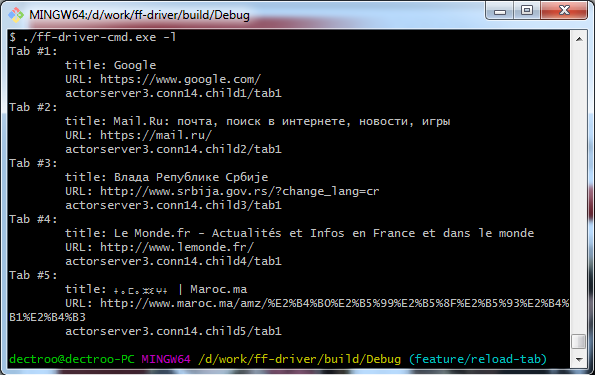 MINGW64:/d/work/ff-driver/build/Debug
$ ./ff-driver-cmd.exe -l
Tab #1:
title: Google
URL: https://www.google.com/
actorserver3.conn14.child1/tab1
Tab #2:
title: Mail.Ru: почта, поиск в интернете, новости, игры
URL: https://mail.ru/
actorserver3.conn14.child2/tab1
Tab #3:
title: Влада Републике Србије
URL: http://www.srbija.gov.rs/?change_lang=cr
actorserver3.conn14.child3/tab1
Tab #4:
title: Le Monde.fr - Actualités et Infos en France et dans le monde
URL: http://www.lemonde.fr/
actorserver3.conn14.child4/tab1
Tab #5:
title: ⵜⴰⵎⴰⵣⵉⵖⵜ | Maroc.ma
URL: http://www.maroc.ma/amz/%E2%B4%B0%E2%B5%99%E2%B5%8F%E2%B5%93%E2%B4%
B1%E2%B4%B3
actorserver3.conn14.child5/tab1
dectroo@dectroo-PC MINGW64 /d/work/ff-driver/build/Debug (feature/reload-tab)